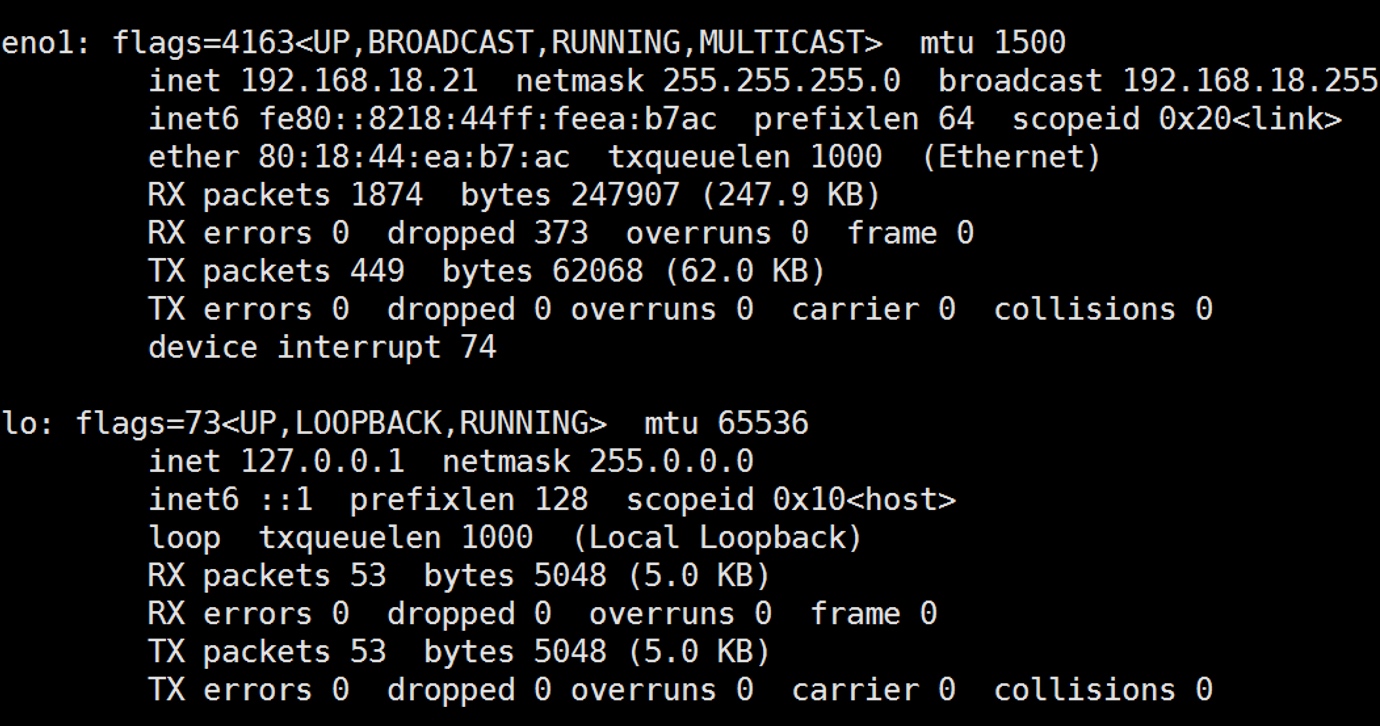 eno1: flags=4163<UP,BROADCAST,RUNNING,MULTICAST>  mtu 1500
        inet 192.168.18.21  netmask 255.255.255.0  broadcast 192.168.18.255
        inet6 fe80::8218:44ff:feea:b7ac  prefixlen 64  scopeid 0x20<link>
        ether 80:18:44:ea:b7:ac  txqueuelen 1000  (Ethernet)
        RX packets 1874  bytes 247907 (247.9 KB)
        RX errors 0  dropped 373  overruns 0  frame 0
        TX packets 449  bytes 62068 (62.0 KB)
        TX errors 0  dropped 0 overruns 0  carrier 0  collisions 0
        device interrupt 74

lo: flags=73<UP,LOOPBACK,RUNNING>  mtu 65536
        inet 127.0.0.1  netmask 255.0.0.0
        inet6 ::1  prefixlen 128  scopeid 0x10<host>
        loop  txqueuelen 1000  (Local Loopback)
        RX packets 53  bytes 5048 (5.0 KB)
        RX errors 0  dropped 0  overruns 0  frame 0
        TX packets 53  bytes 5048 (5.0 KB)
        TX errors 0  dropped 0 overruns 0  carrier 0  collisions 0